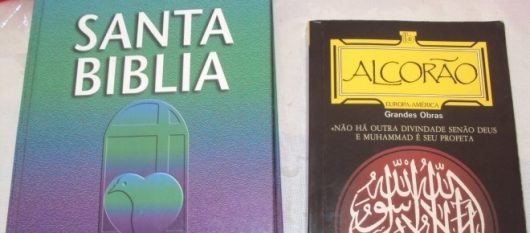 SANTA
BIBLIA
ALCORÃO
EUROPA-AMÉRICA
Grandes Obras
«NÃO HÁ OUTRA DIVINDADE SENÃO DEUS
E MUHAMMAD É SEU PROFETA